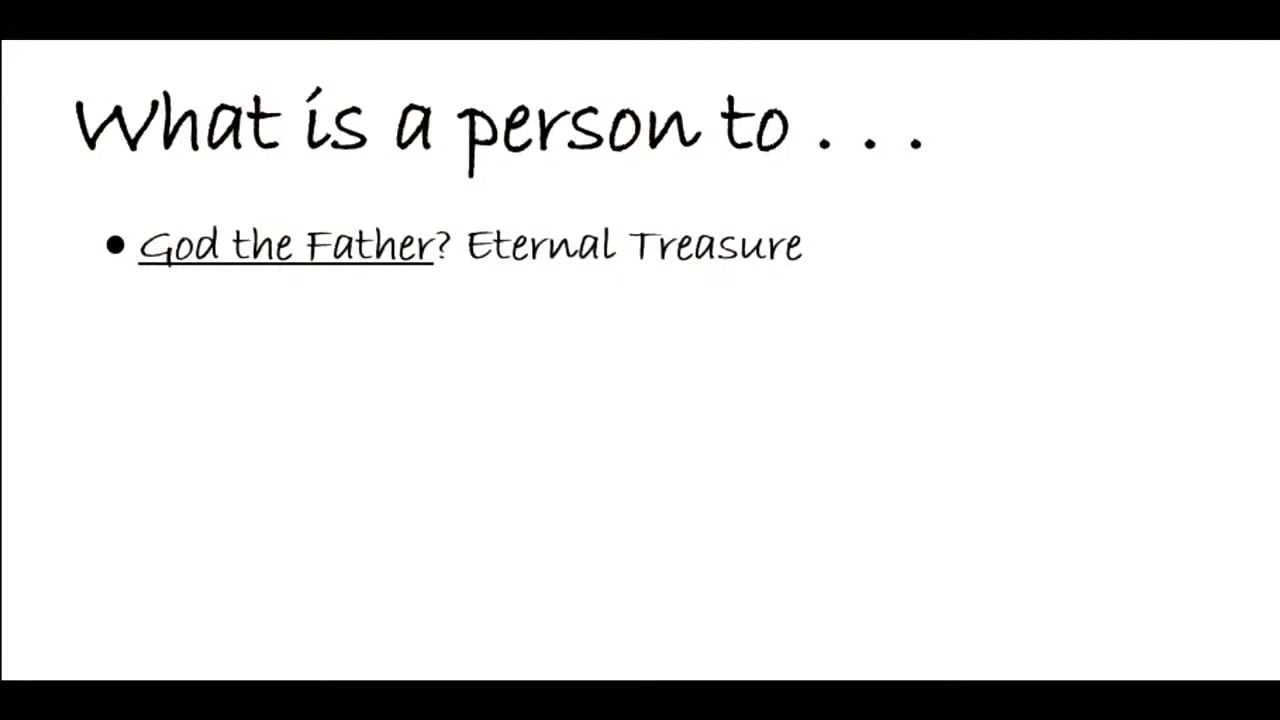 What is a person to . . .
• God the Father? Eternal Treasure